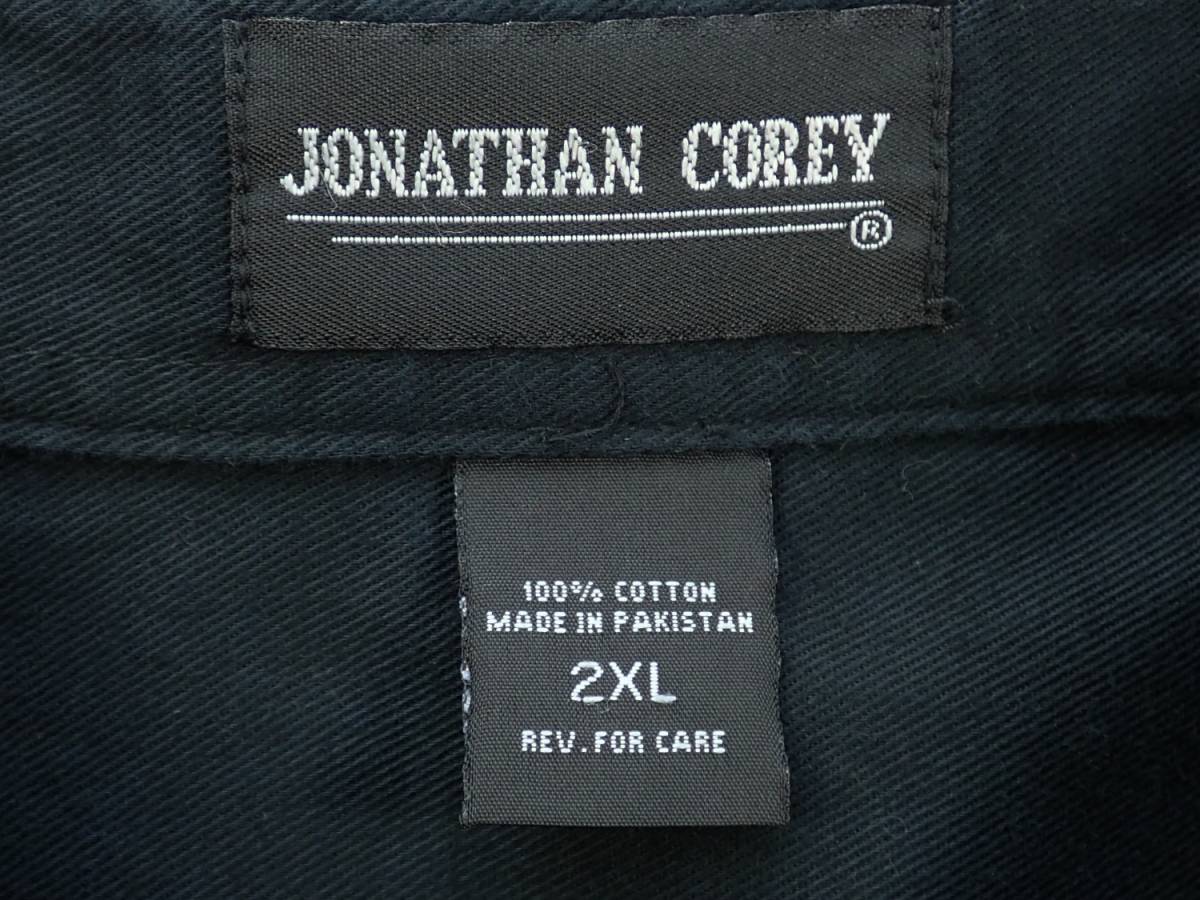 JONATHAN COREY
®
100% COTTON
MADE IN PAKISTAN
2XL
REV. FOR CARE